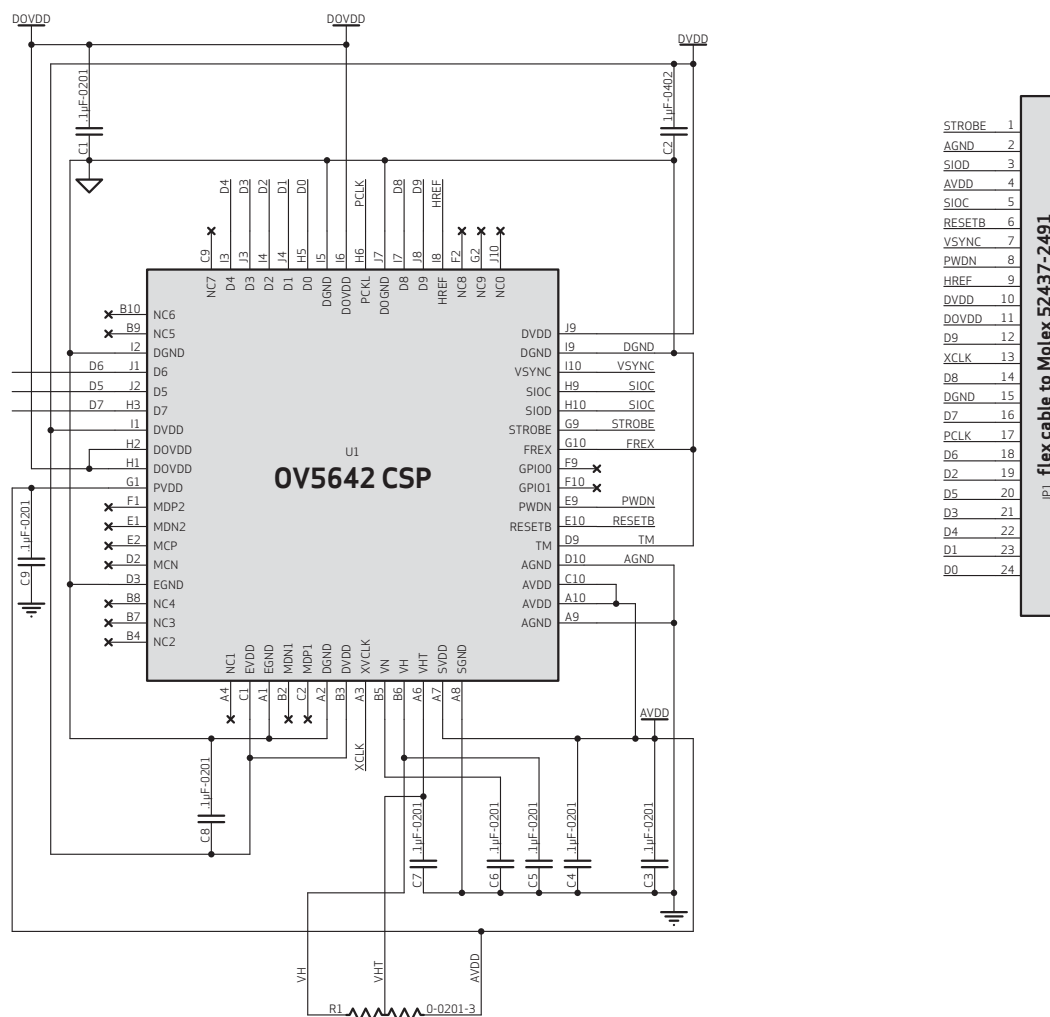 DOVDD
DOVDD
DVDD
.1µF-0201
C1
1µF-0402
C2
D4
D3
D2
D1
D0
PCLK
D8
D9
HREF
C9
I3
J3
I4
J4
H5
I5
I6
H6
J7
I7
J8
I8
F2
G2
J10
NC7
D4
D3
D2
D1
D0
DGND
DOVDD
PCKL
DOGND
D8
D9
HREF
NC8
NC9
NC0
B10 NC6
B9 NC5
I2 DGND
D6 J1 D6
D5 J2 D5
D7 H3 D7
I1 DVDD
H2 DOVDD
H1 DOVDD
G1 PVDD
F1 MDP2
E1 MDN2
E2 MCP
D2 MCN
D3 EGND
B8 NC4
B7 NC3
B4 NC2
.1µF-0201
C9
U1
OV5642 CSP
DVDD J9
DGND I9 DGND
VSYNC I10 VSYNC
SIOC H9 SIOC
SIOD H10 SIOC
STROBE G9 STROBE
FREX G10 FREX
GPIO0 F9
GPIO1 F10
PWDN E9 PWDN
RESETB E10 RESETB
TM D9 TM
AGND D10 AGND
AVDD C10
AVDD A10
AGND A9
NC1
EVDD
EGND
MDN1
MDP1
DGND
DVDD
XVCLK
VN
VH
VHT
SVDD
SGND
A4
C1
A1
B2
C2
A2
B3
A3
B5
B6
A6
A7
A8
XCLK
AVDD
.1µF-0201
C8
.1µF-0201
C7
.1µF-0201
C6
.1µF-0201
C5
.1µF-0201
C4
.1µF-0201
C3
VH
VHT
AVDD
R1
0-0201-3
STROBE 1
AGND 2
SIOD 3
AVDD 4
SIOC 5
RESETB 6
VSYNC 7
PWDN 8
HREF 9
DVDD 10
DOVDD 11
D9 12
XCLK 13
D8 14
DGND 15
D7 16
PCLK 17
D6 18
D2 19
D5 20
D3 21
D4 22
D1 23
D0 24
JP1
flex cable to Molex 52437-2491